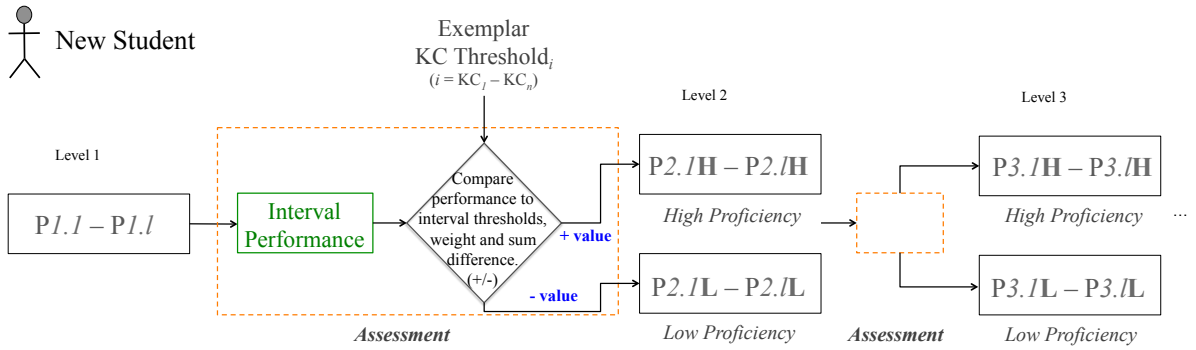 New Student
Exemplar
KC Threshold_i
(i = KC_1 – KC_n)
Level 1
P1.1 – P1.l
Interval
Performance
Compare
performance to
interval thresholds,
weight and sum
difference.
(+/-)
+ value
- value
Assessment
Level 2
P2.1H – P2.lH
High Proficiency
P2.1L – P2.lL
Low Proficiency
Assessment
Level 3
P3.1H – P3.lH
High Proficiency
P3.1L – P3.lL
Low Proficiency
...